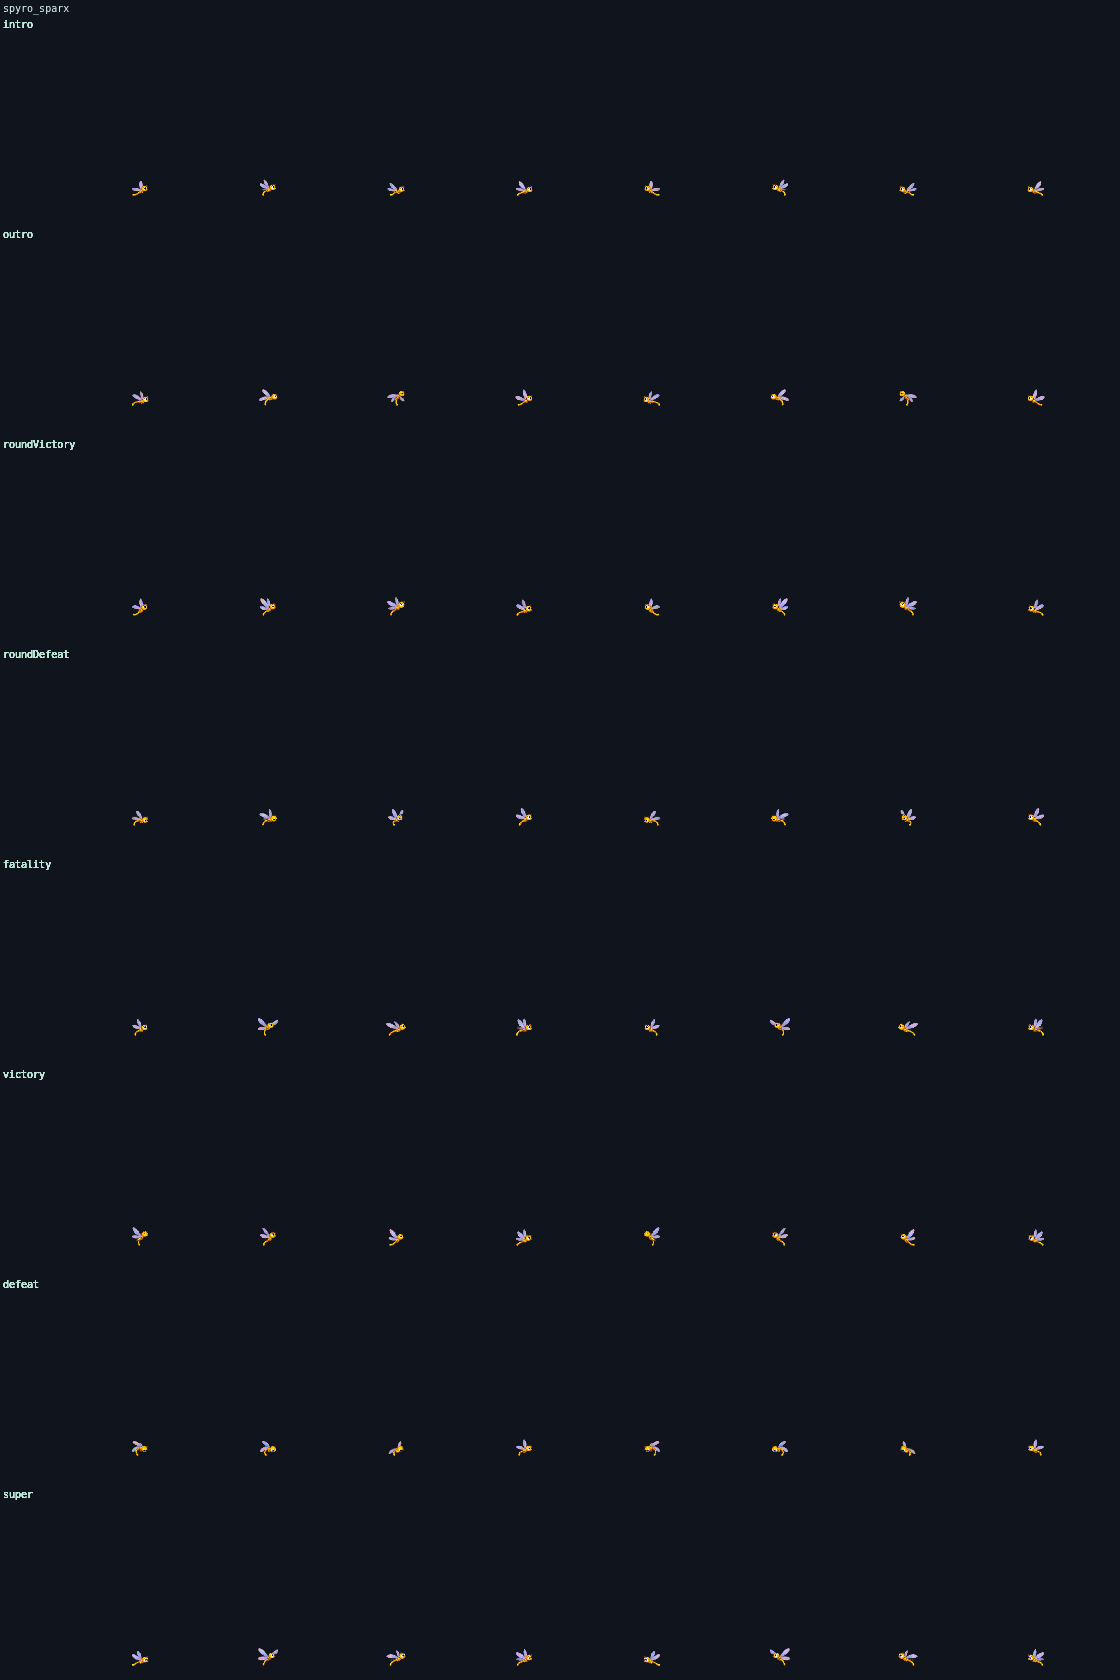 spyro_sparx
intro
outro
roundVictory
roundDefeat
fatality
victory
defeat
super